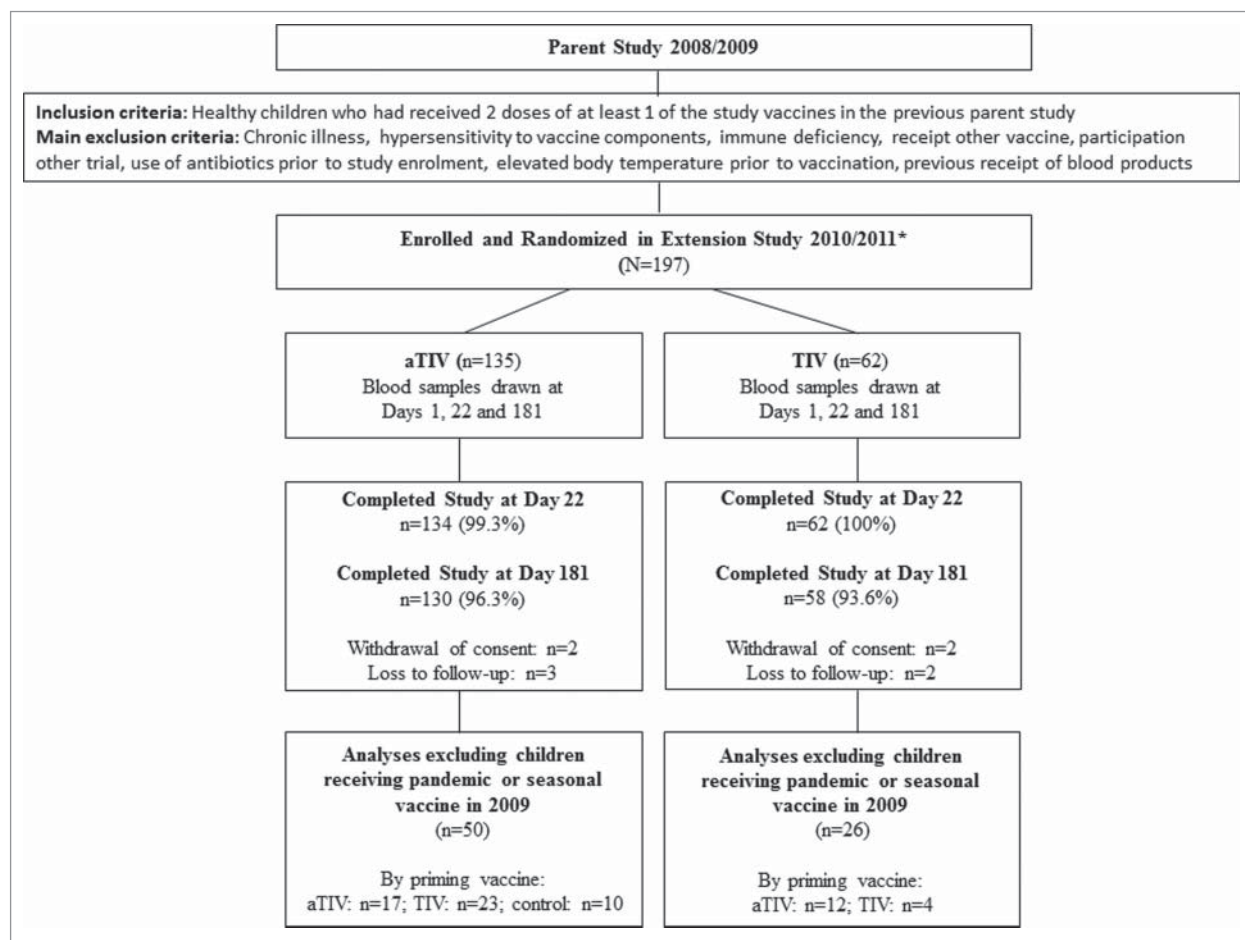 Parent Study 2008/2009
Inclusion criteria: Healthy children who had received 2 doses of at least 1 of the study vaccines in the previous parent study
Main exclusion criteria: Chronic illness, hypersensitivity to vaccine components, immune deficiency, receipt other vaccine, participation
other trial, use of antibiotics prior to study enrolment, elevated body temperature prior to vaccination, previous receipt of blood products
Enrolled and Randomized in Extension Study 2010/2011*
(N=197)
aTIV (n=135)
Blood samples drawn at
Days 1, 22 and 181
TIV (n=62)
Blood samples drawn at
Days 1, 22 and 181
Completed Study at Day 22
n=134 (99.3%)
Completed Study at Day 181
n=130 (96.3%)
Withdrawal of consent: n=2
Loss to follow-up: n=3
Completed Study at Day 22
n=62 (100%)
Completed Study at Day 181
n=58 (93.6%)
Withdrawal of consent: n=2
Loss to follow-up: n=2
Analyses excluding children
receiving pandemic or seasonal
vaccine in 2009
(n=50)
By priming vaccine:
aTIV: n=17; TIV: n=23; control: n=10
Analyses excluding children
receiving pandemic or seasonal
vaccine in 2009
(n=26)
By priming vaccine:
aTIV: n=12; TIV: n=4